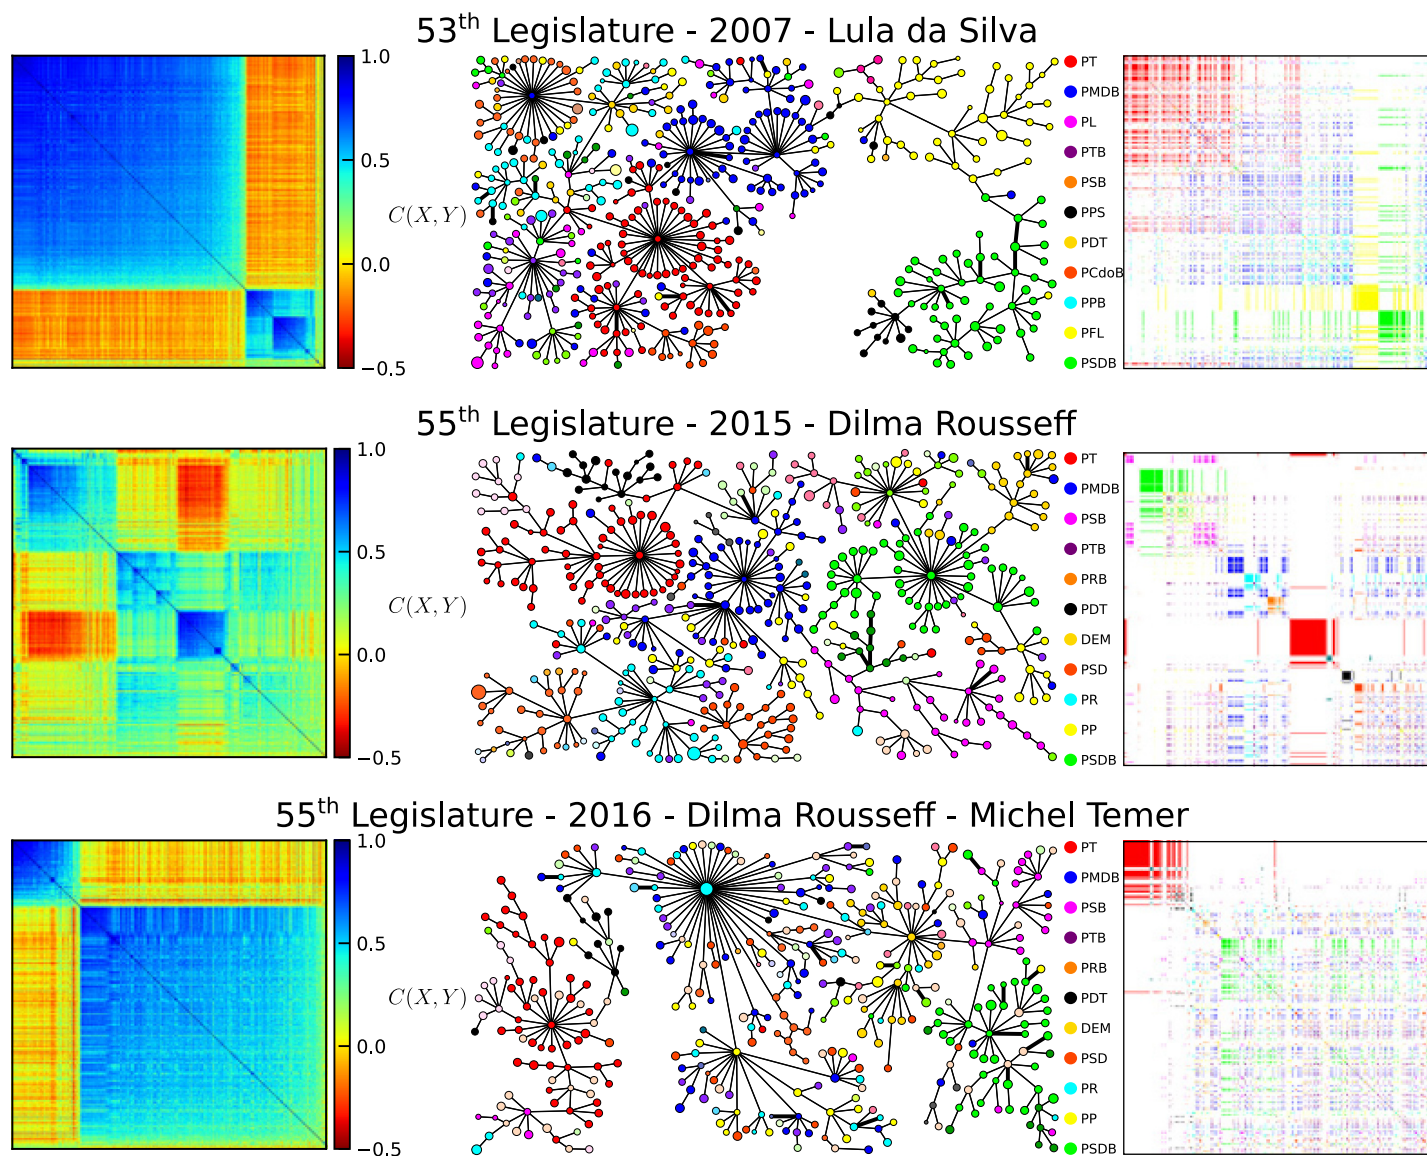 53th Legislature - 2007 - Lula da Silva
1.0
0.5
0.0
−0.5
C(X, Y)
PT
PMDB
PL
PTB
PSB
PPS
PDT
PCdoB
PPB
PFL
PSDB
55th Legislature - 2015 - Dilma Rousseff
1.0
0.5
0.0
−0.5
C(X, Y)
PT
PMDB
PSB
PTB
PRB
PDT
DEM
PSD
PR
PP
PSDB
55th Legislature - 2016 - Dilma Rousseff - Michel Temer
1.0
0.5
0.0
−0.5
C(X, Y)
PT
PMDB
PSB
PTB
PRB
PDT
DEM
PSD
PR
PP
PSDB